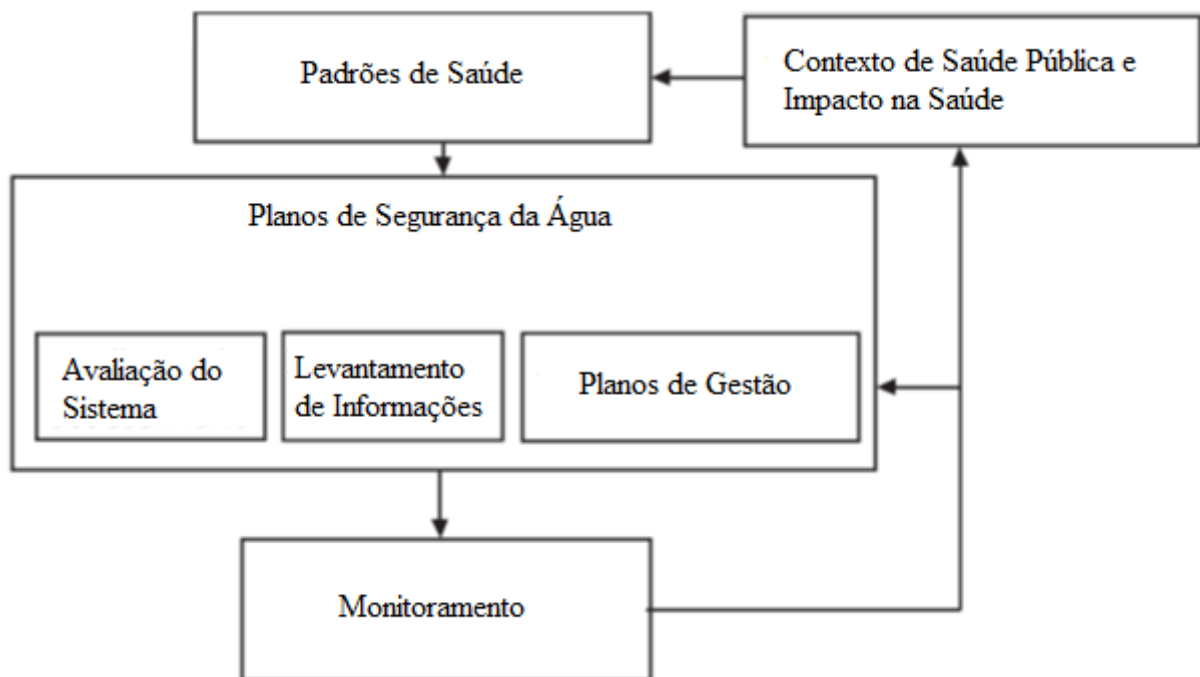 Padrões de Saúde
Contexto de Saúde Pública e
Impacto na Saúde
Planos de Segurança da Água
Avaliação do
Sistema
Levantamento
de Informações
Planos de Gestão
Monitoramento